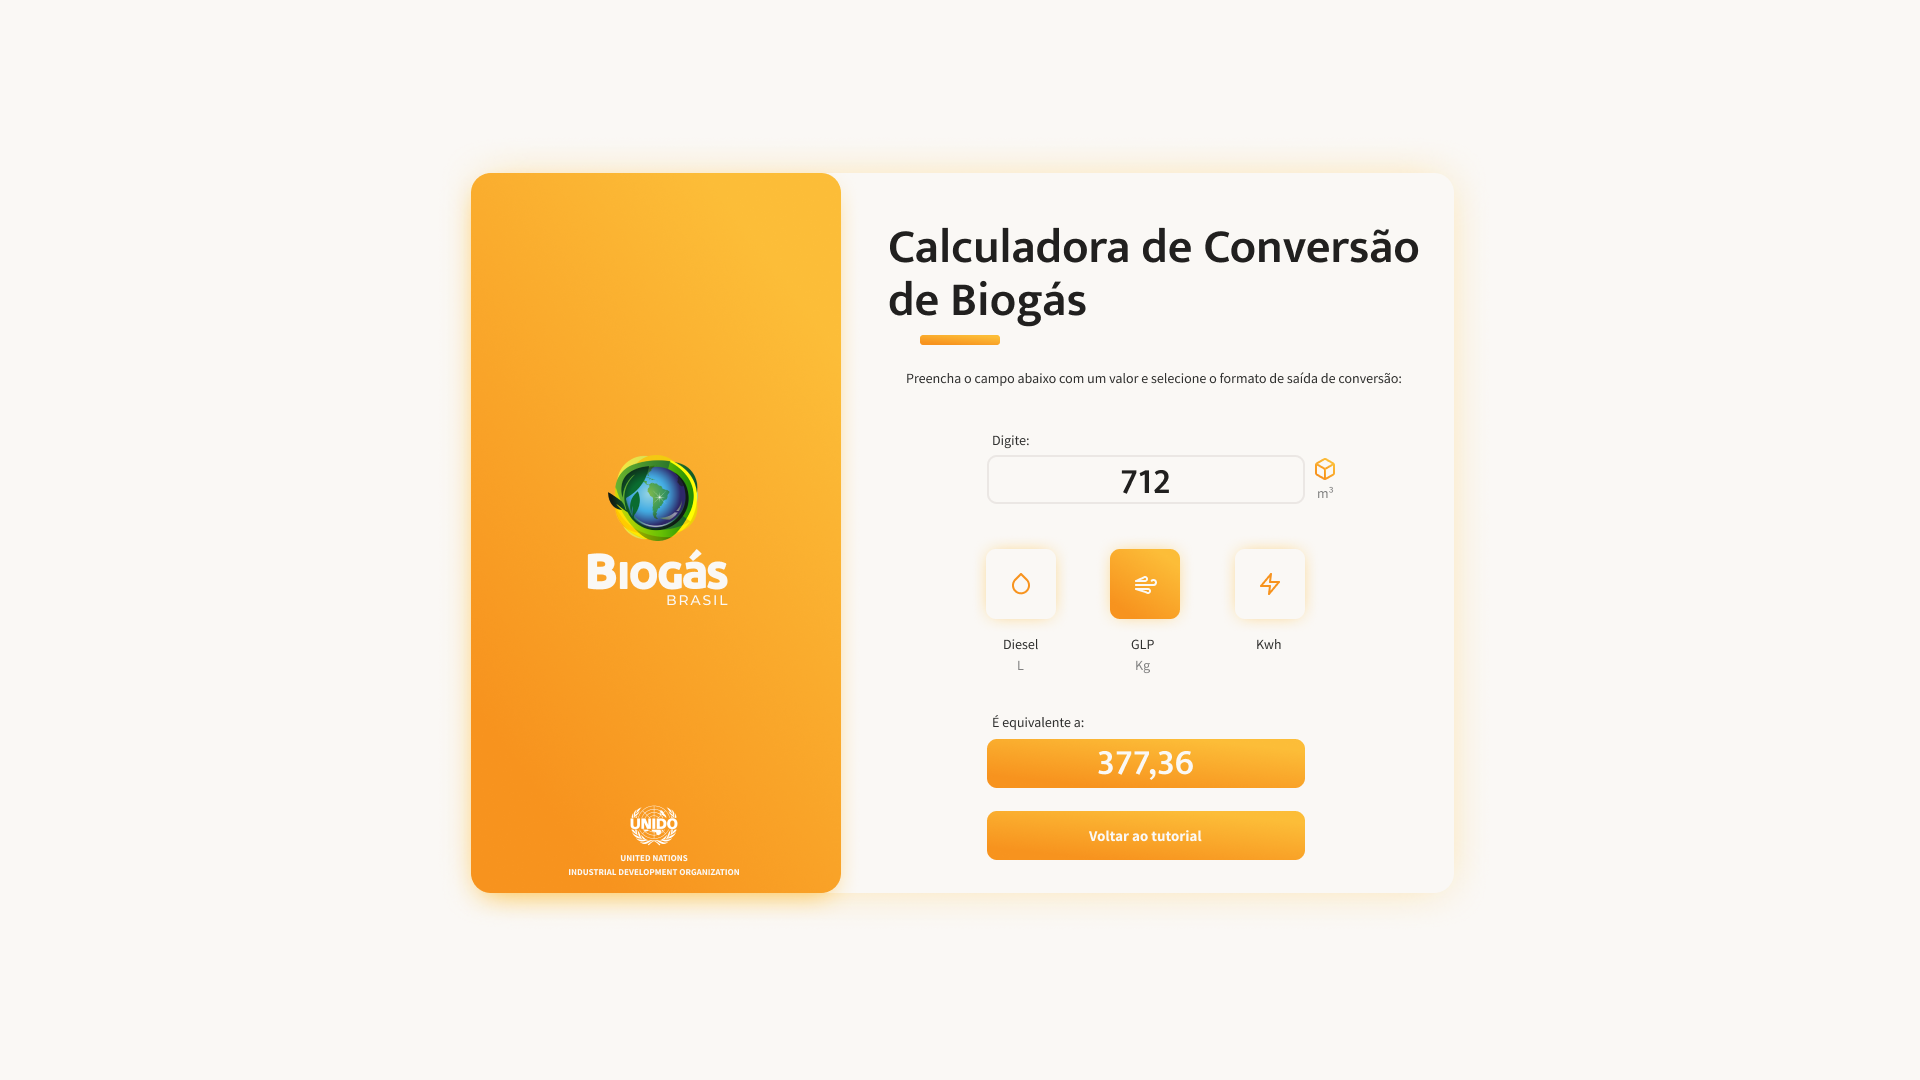 Biogás
BRASIL
UNIDO
UNITED NATIONS
INDUSTRIAL DEVELOPMENT ORGANIZATION
Calculadora de Conversão
de Biogás
Preencha o campo abaixo com um valor e selecione o formato de saída de conversão:
Digite:
712
m³
Diesel
L
GLP
Kg
Kwh
É equivalente a:
377,36
Voltar ao tutorial